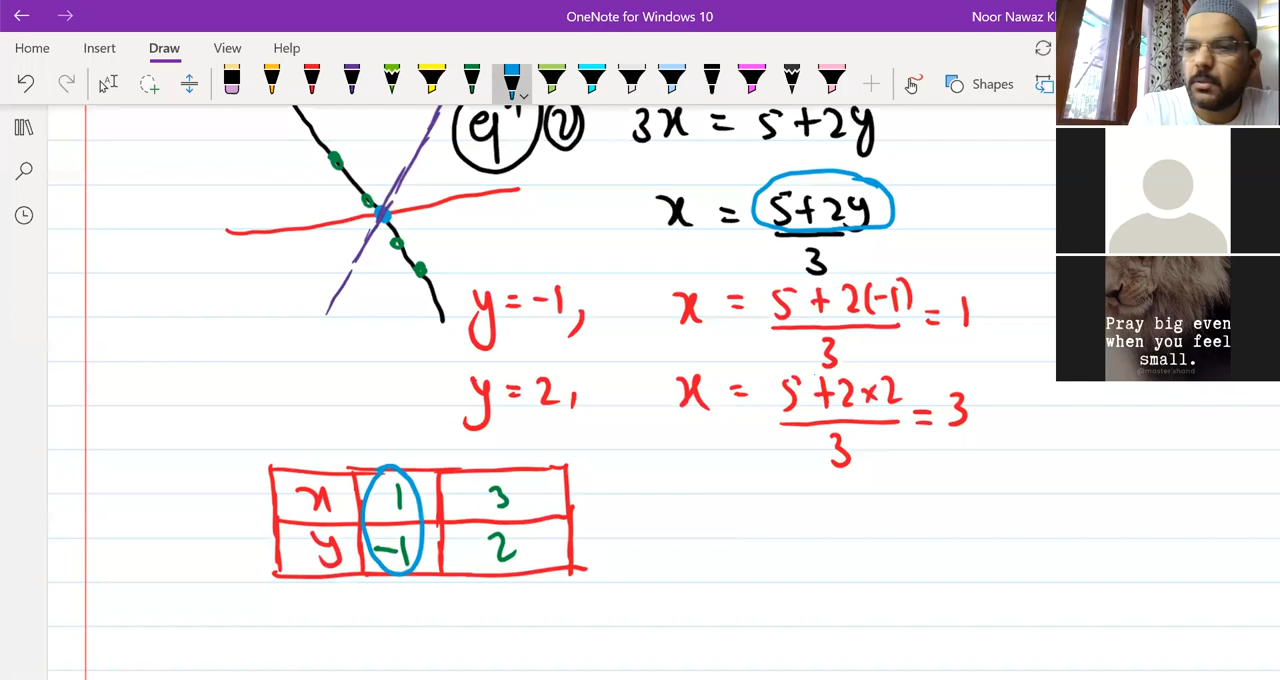 OneNote for Windows 10
Noor Nawaz K
Home Insert Draw View Help
Shapes
eqⁿ 2 3x = 5+2y
x = 5+2y / 3
y = -1, x = 5 + 2(-1) / 3 = 1
y = 2, x = 5+2×2 / 3 = 3
x 1 3
y -1 2
Pray big even
when you feel
small.